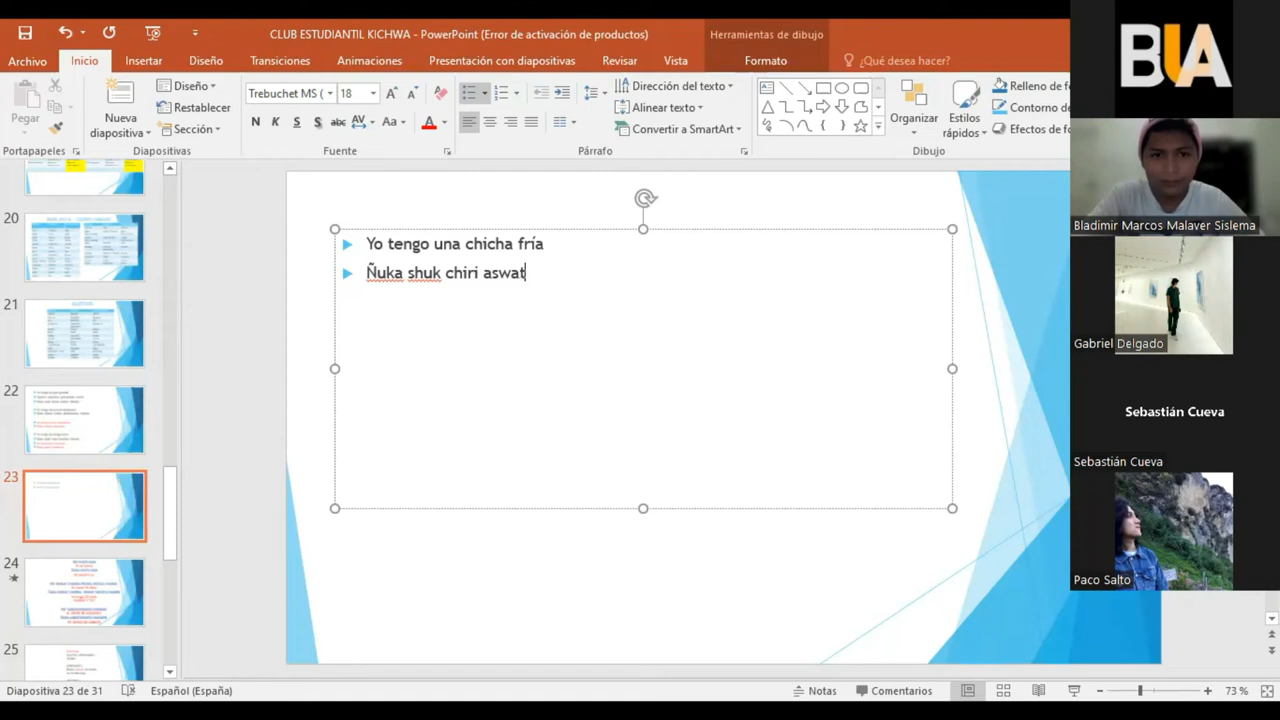 CLUB ESTUDIANTIL KICHWA - PowerPoint (Error de activación de productos)
Herramientas de dibujo
Archivo
Inicio
Insertar
Diseño
Transiciones
Animaciones
Presentación con diapositivas
Revisar
Vista
Formato
¿Qué desea hacer?
Pegar
Nueva
diapositiva
Diseño
Restablecer
Sección
Trebuchet MS (
18
N K S S abc AV Aa A
Dirección del texto
Alinear texto
Convertir a SmartArt
Organizar
Estilos
rápidos
Relleno de f
Contorno de
Efectos de fo
Portapapeles
Diapositivas
Fuente
Párrafo
Dibujo
20
21
22
23
24
25
Yo tengo una chicha fría
Ñuka shuk chiri aswat
BUA
Bladimir Marcos Malaver Sislema
Gabriel Delgado
Sebastián Cueva
Sebastián Cueva
Paco Salto
Diapositiva 23 de 31
Español (España)
Notas
Comentarios
73 %